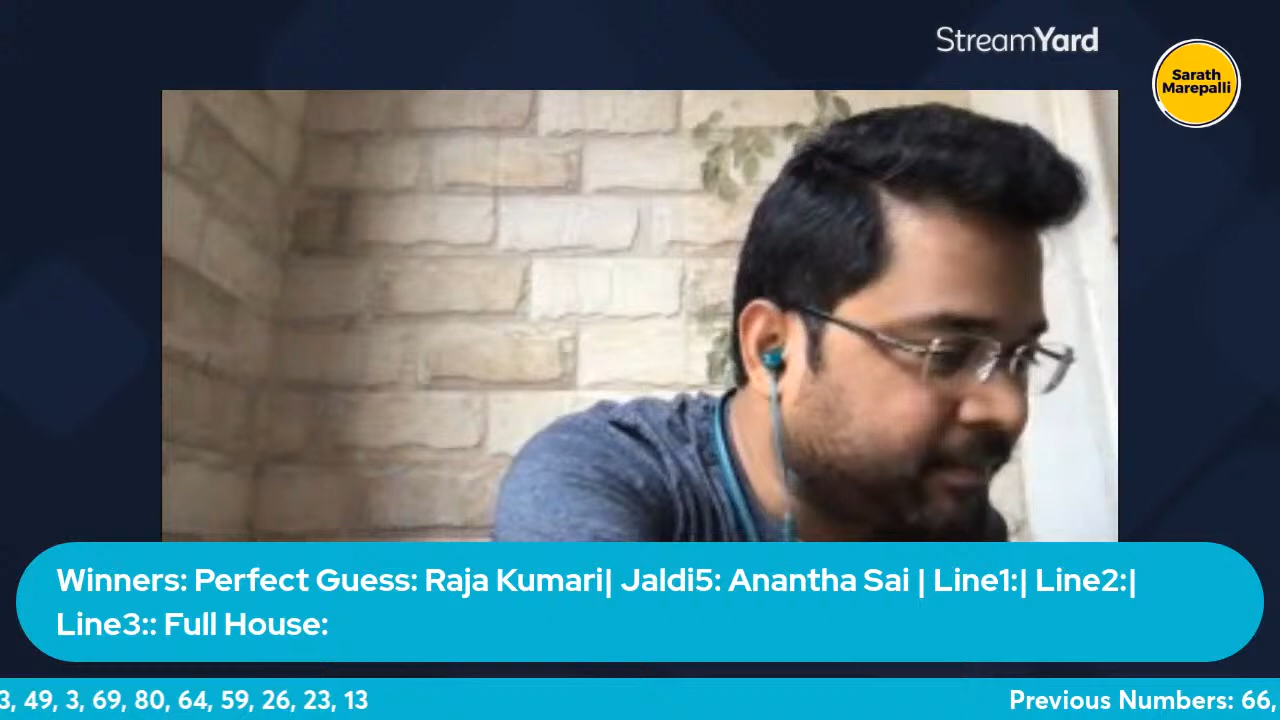 StreamYard
Sarath
Marepalli
Winners: Perfect Guess: Raja Kumari| Jaldi5: Anantha Sai | Line1:| Line2:|
Line3:: Full House:
3, 49, 3, 69, 80, 64, 59, 26, 23, 13
Previous Numbers: 66,